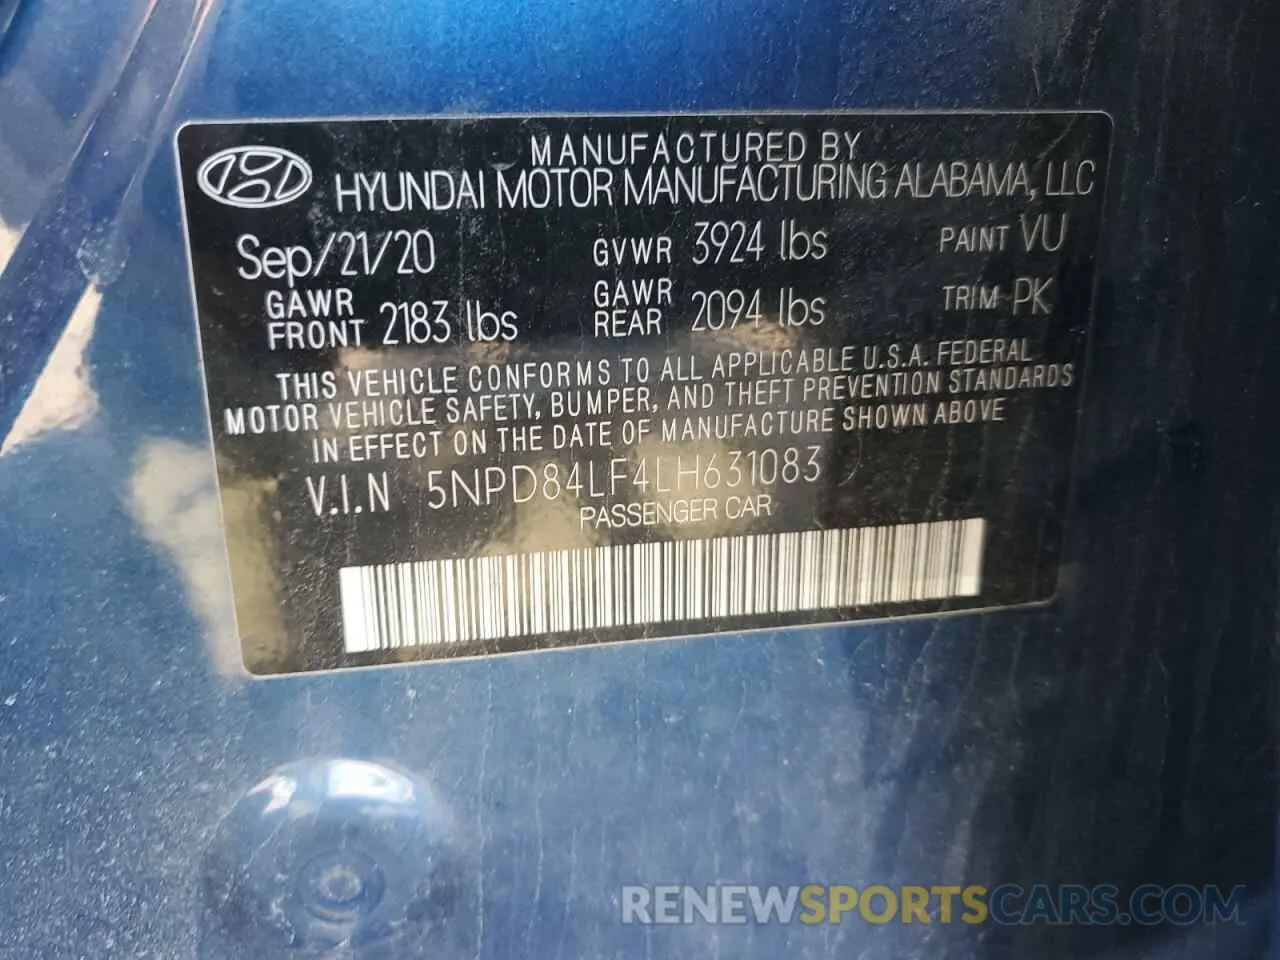 MANUFACTURED BY
HYUNDAI MOTOR MANUFACTURING ALABAMA, LLC
Sep/21/20 GVWR 3924 lbs PAINT VU
GAWR FRONT 2183 lbs GAWR REAR 2094 lbs TRIM PK
THIS VEHICLE CONFORMS TO ALL APPLICABLE U.S.A. FEDERAL
MOTOR VEHICLE SAFETY, BUMPER, AND THEFT PREVENTION STANDARDS
IN EFFECT ON THE DATE OF MANUFACTURE SHOWN ABOVE
V.I.N 5NPD84LF4LH631083
PASSENGER CAR
RENEWSPORTSCARS.COM